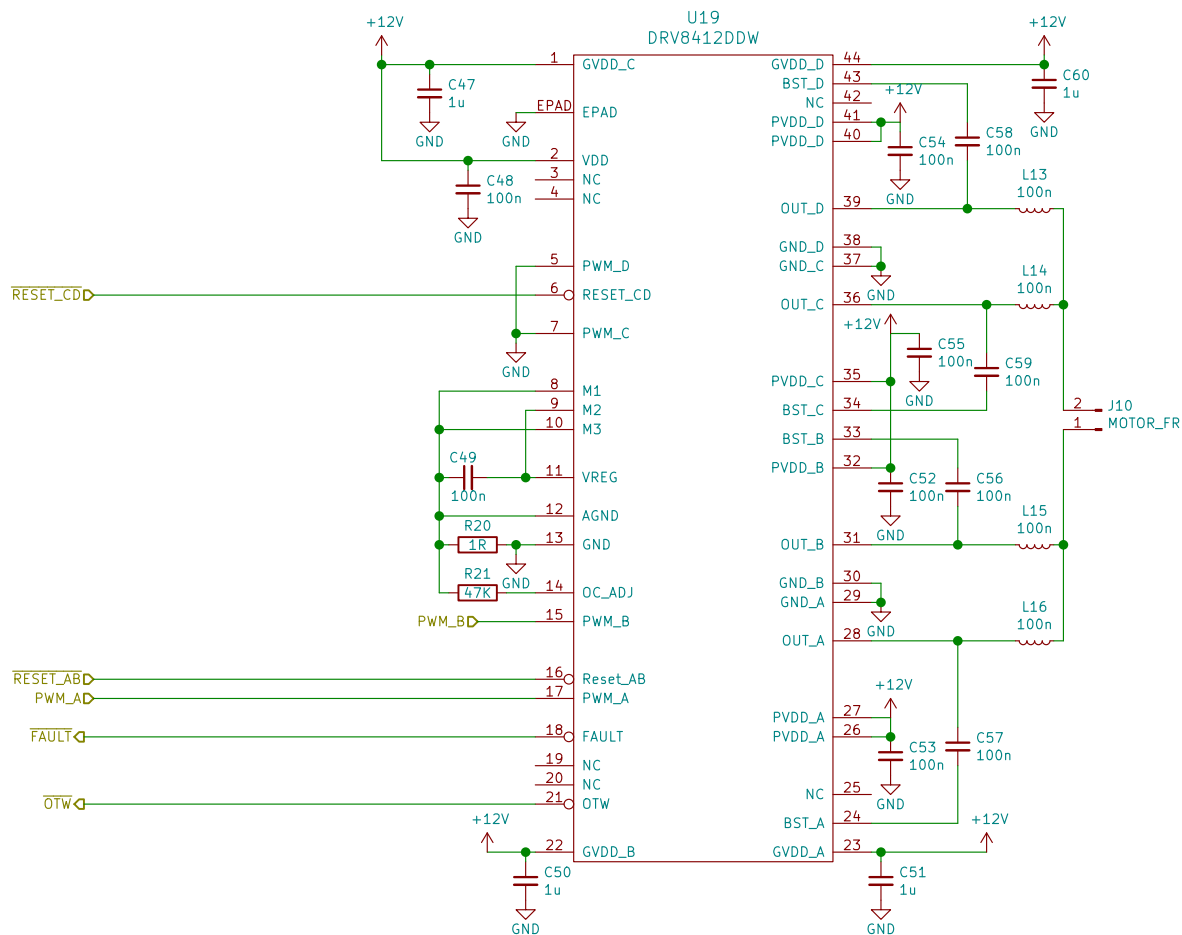 U19
DRV8412DDW
+12V
+12V
1
GVDD_C
GVDD_D
44
C47
1u
GND
C60
1u
GND
BST_D
43
+12V
NC
42
EPAD
EPAD
GND
PVDD_D
41
PVDD_D
40
C54
100n
GND
C58
100n
2
VDD
3
NC
4
NC
C48
100n
GND
L13
100n
OUT_D
39
GND_D
38
GND_C
37
GND
5
PWM_D
RESET_CD
6
RESET_CD
7
PWM_C
GND
L14
100n
OUT_C
36
+12V
C55
100n
GND
C59
100n
PVDD_C
35
8
M1
9
M2
10
M3
BST_C
34
BST_B
33
2
1
J10
MOTOR_FR
C49
100n
11
VREG
PVDD_B
32
C52
100n
GND
C56
100n
12
AGND
R20
1R
13
GND
GND
OUT_B
31
L15
100n
R21
47K
14
OC_ADJ
GND_B
30
GND_A
29
GND
PWM_B
15
PWM_B
L16
100n
OUT_A
28
RESET_AB
16
Reset_AB
PWM_A
17
PWM_A
+12V
PVDD_A
27
PVDD_A
26
FAULT
18
FAULT
C53
100n
GND
C57
100n
19
NC
20
NC
OTW
21
OTW
NC
25
BST_A
24
+12V
+12V
22
GVDD_B
GVDD_A
23
C50
1u
GND
C51
1u
GND